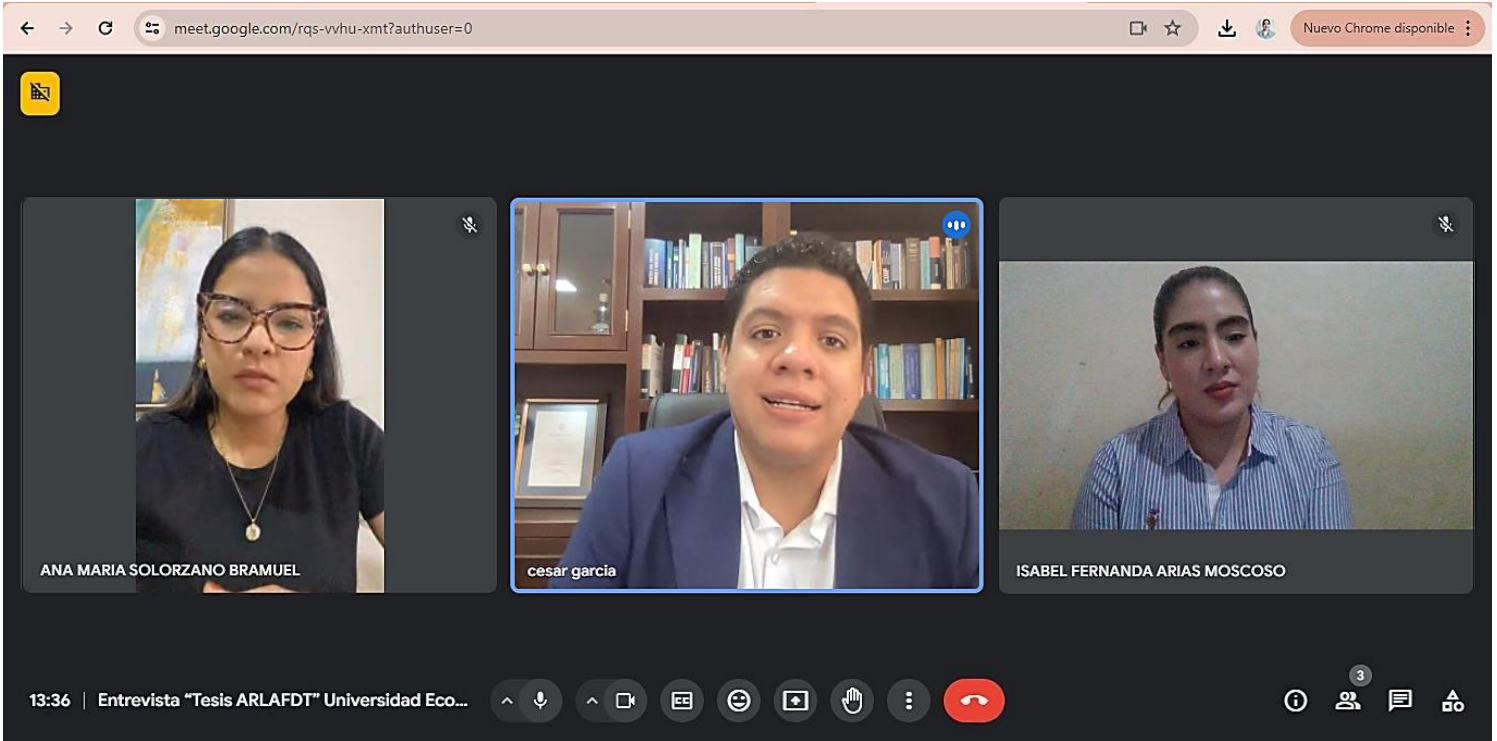 meet.google.com/rqs-vvhu-xmt?authuser=0
Nuevo Chrome disponible
ANA MARIA SOLORZANO BRAMUEL
cesar garcia
ISABEL FERNANDA ARIAS MOSCOSO
13:36 | Entrevista “Tesis ARLAFDT” Universidad Eco...
CC
3